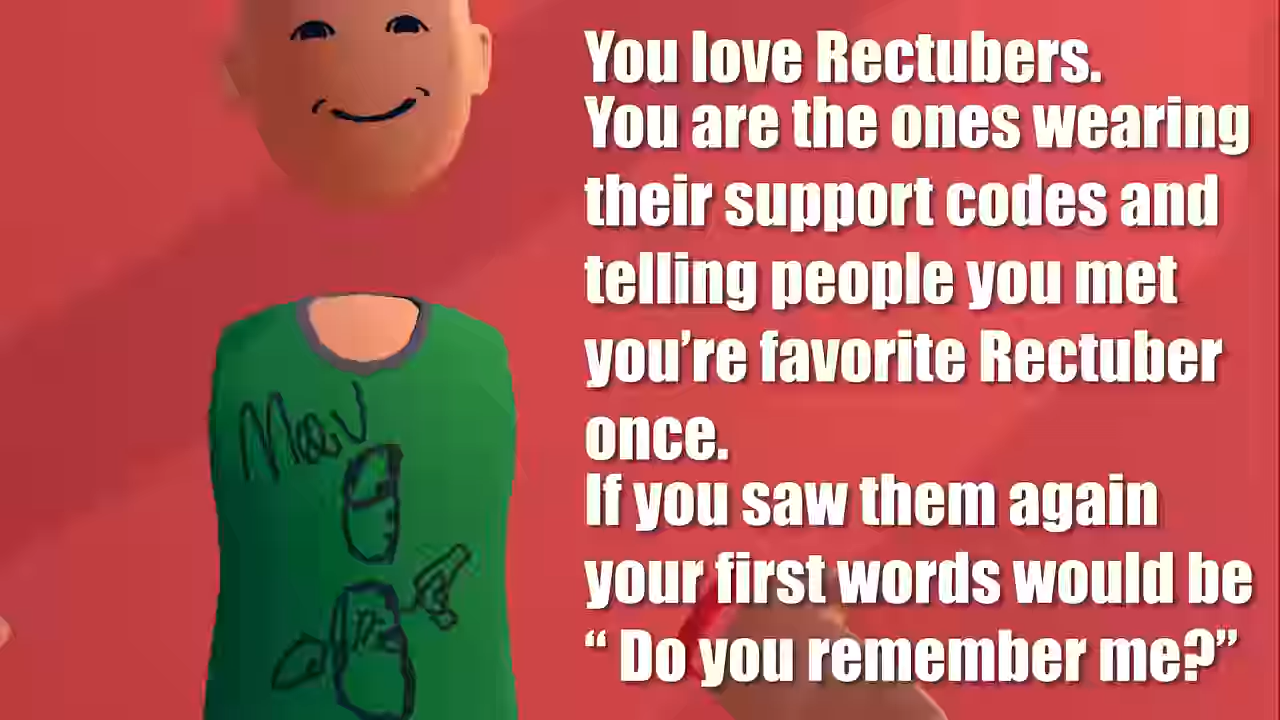 You love Rectubers.
You are the ones wearing
their support codes and
telling people you met
you’re favorite Rectuber
once.
If you saw them again
your first words would be
“ Do you remember me?”